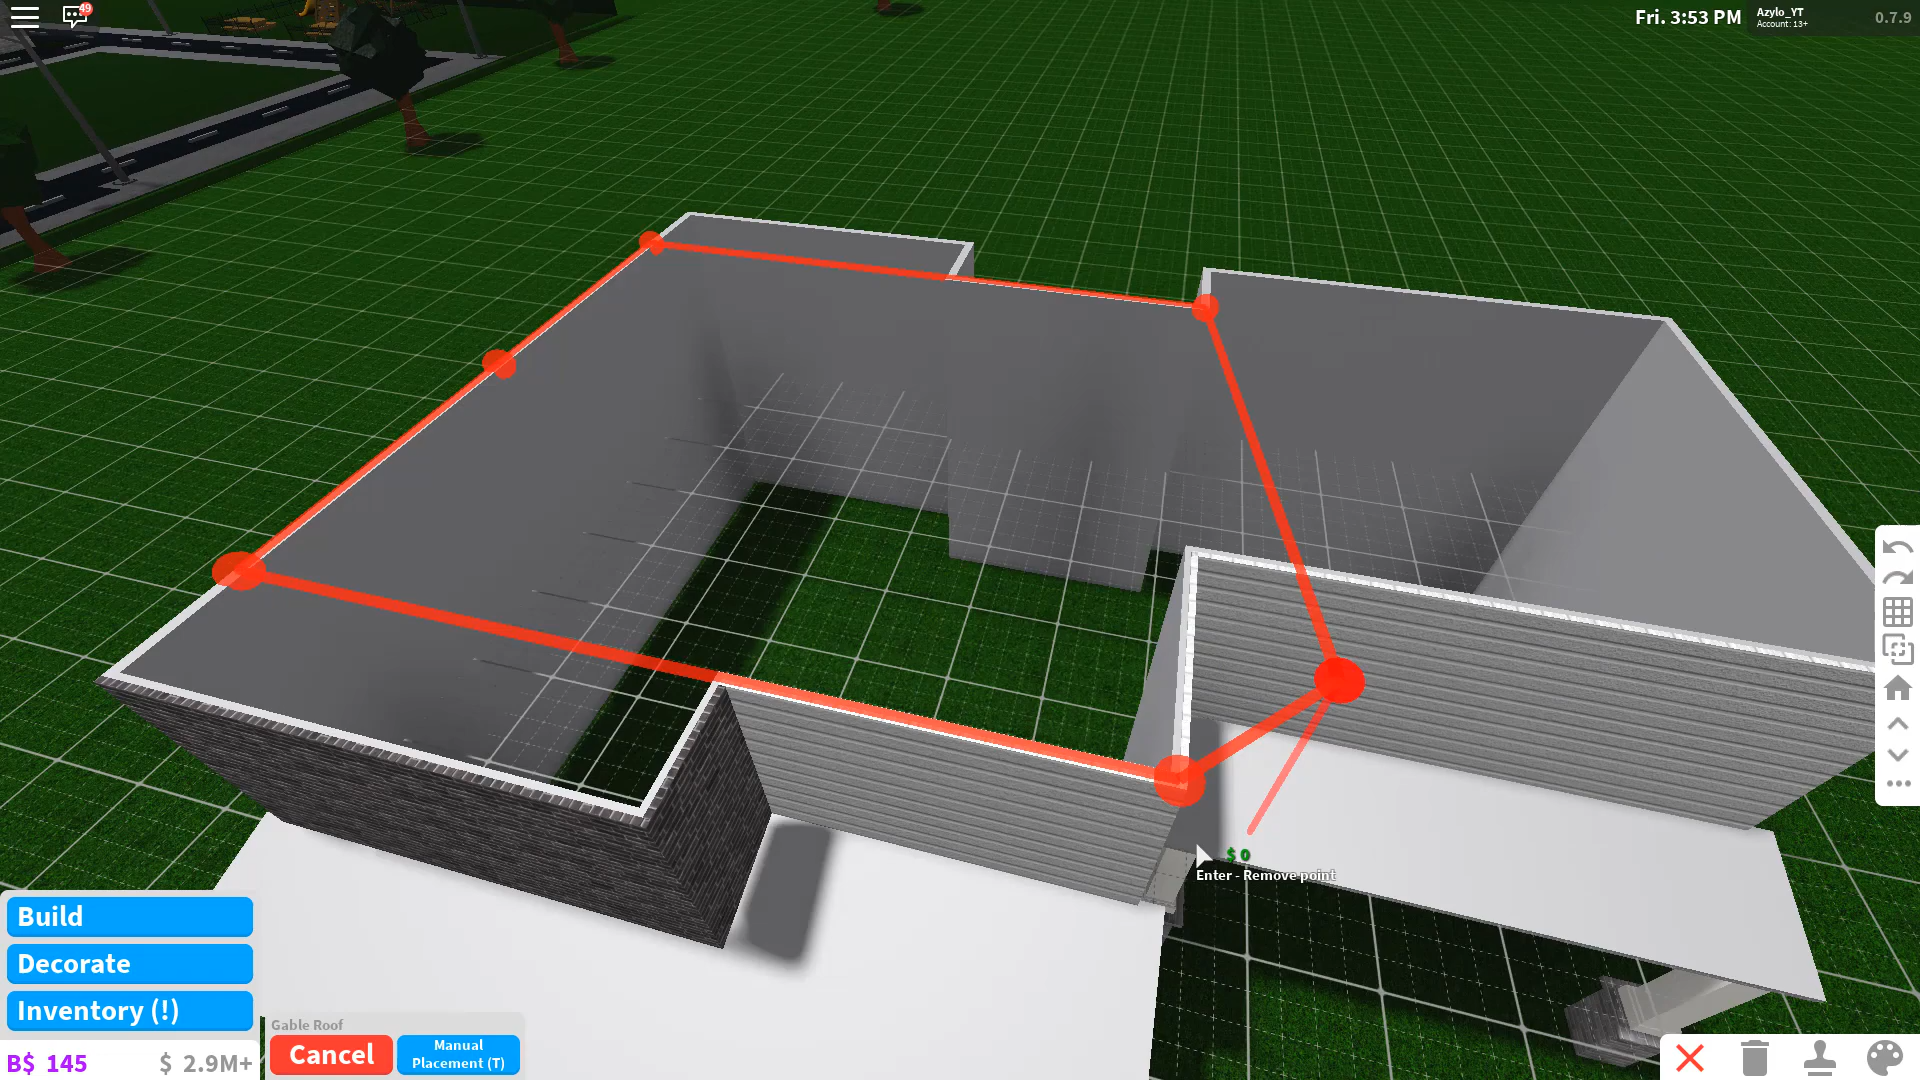 49
Fri. 3:53 PM
Azylo_YT
Account: 13+
0.7.9
$ 0
Enter - Remove point
Build
Decorate
Inventory (!)
B$ 145
$ 2.9M+
Gable Roof
Cancel
Manual
Placement (T)